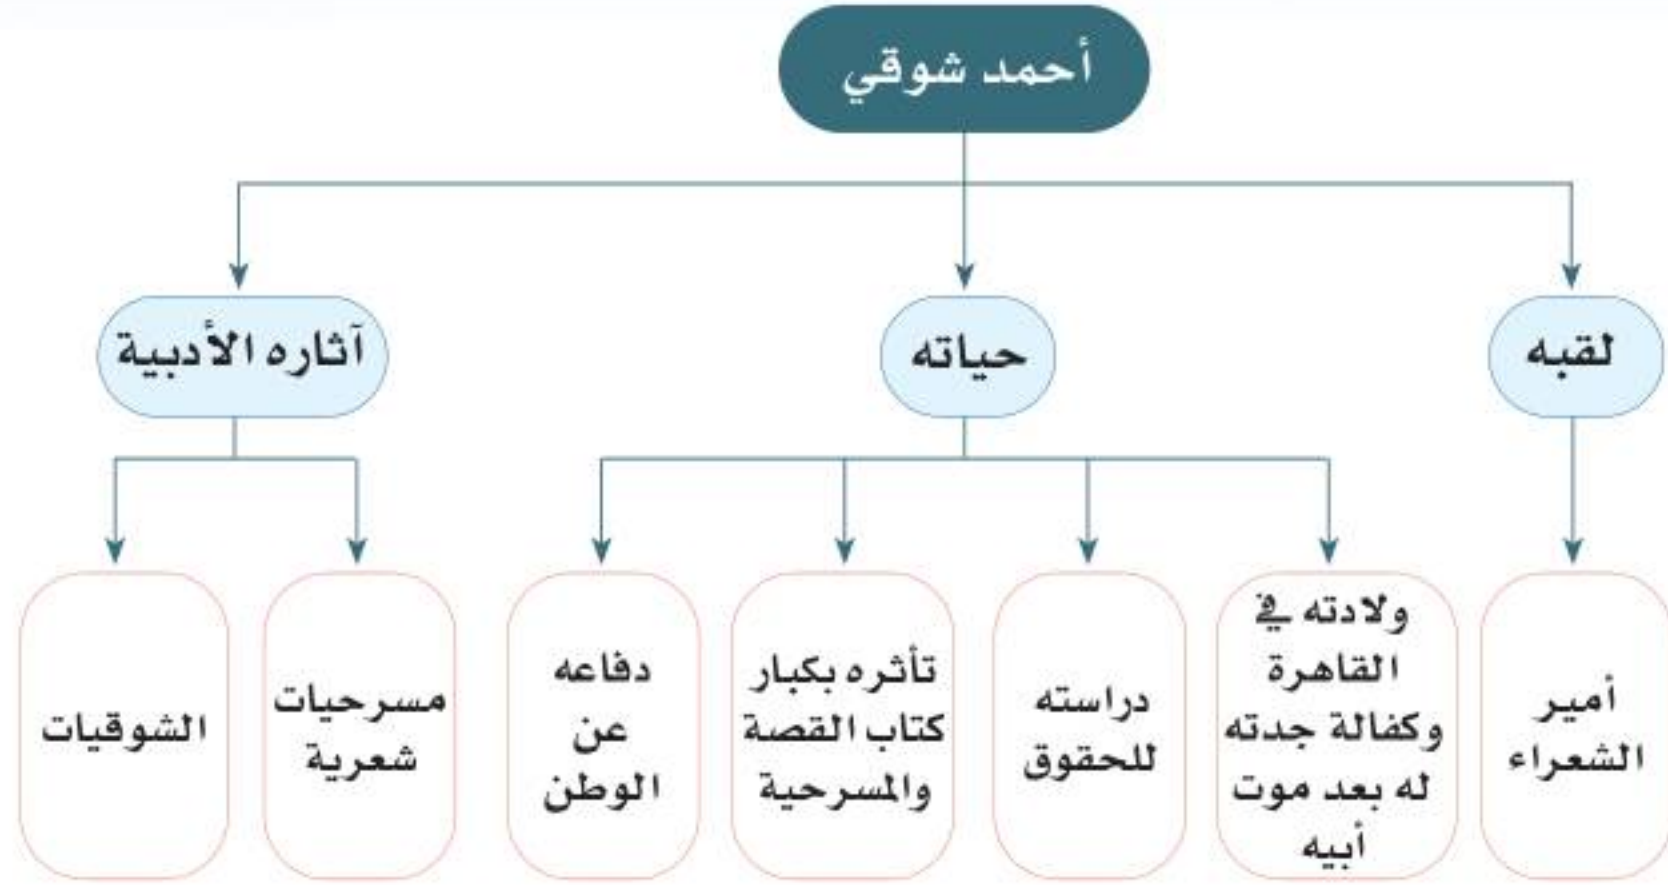 أحمد شوقي
لقبه
حياته
آثاره الأدبية
أمير
الشعراء
ولادته في
القاهرة
وكفالة جدته
له بعد موت
أبيه
دراسته
للحقوق
تأثره بكبار
كتاب القصة
والمسرحية
دفاعه
عن
الوطن
مسرحيات
شعرية
الشوقيات